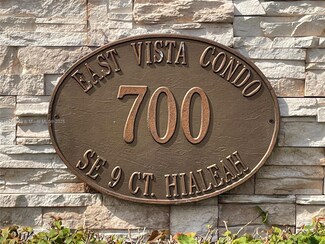 EAST VISTA CONDO
700
SE 9 CT. HIALEAH